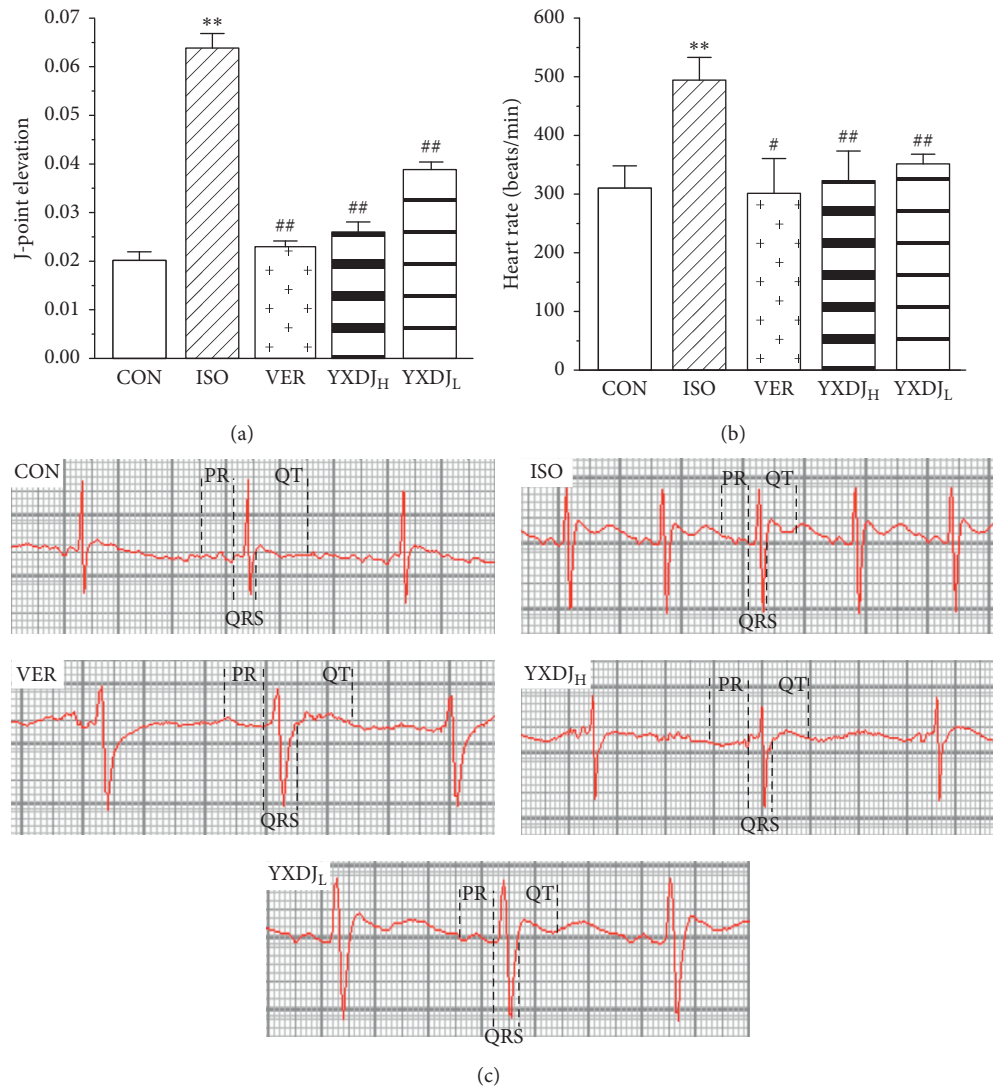 J-point elevation
0.07
0.06
0.05
0.04
0.03
0.02
0.01
0.00
**
##
##
##
CON ISO VER YXDJH YXDJL
(a)
Heart rate (beats/min)
600
500
400
300
200
100
0
**
#
##
##
CON ISO VER YXDJH YXDJL
(b)
CON
PR QT
QRS
ISO
PR QT
QRS
VER
PR QT
QRS
YXDJH
PR QT
QRS
YXDJL
PR QT
QRS
(c)